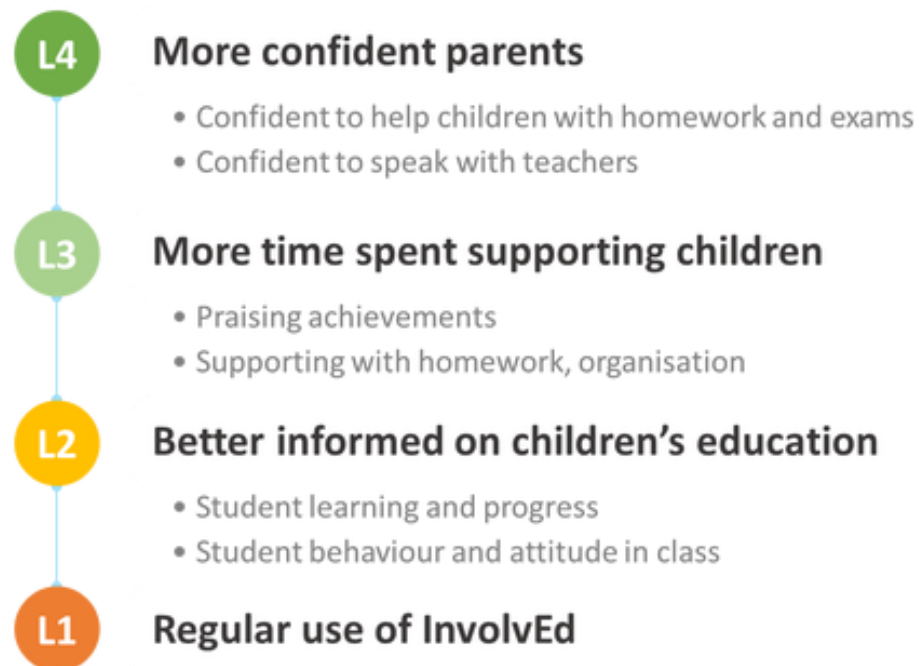 L4 More confident parents
• Confident to help children with homework and exams
• Confident to speak with teachers
L3 More time spent supporting children
• Praising achievements
• Supporting with homework, organisation
L2 Better informed on children's education
• Student learning and progress
• Student behaviour and attitude in class
L1 Regular use of InvolvEd